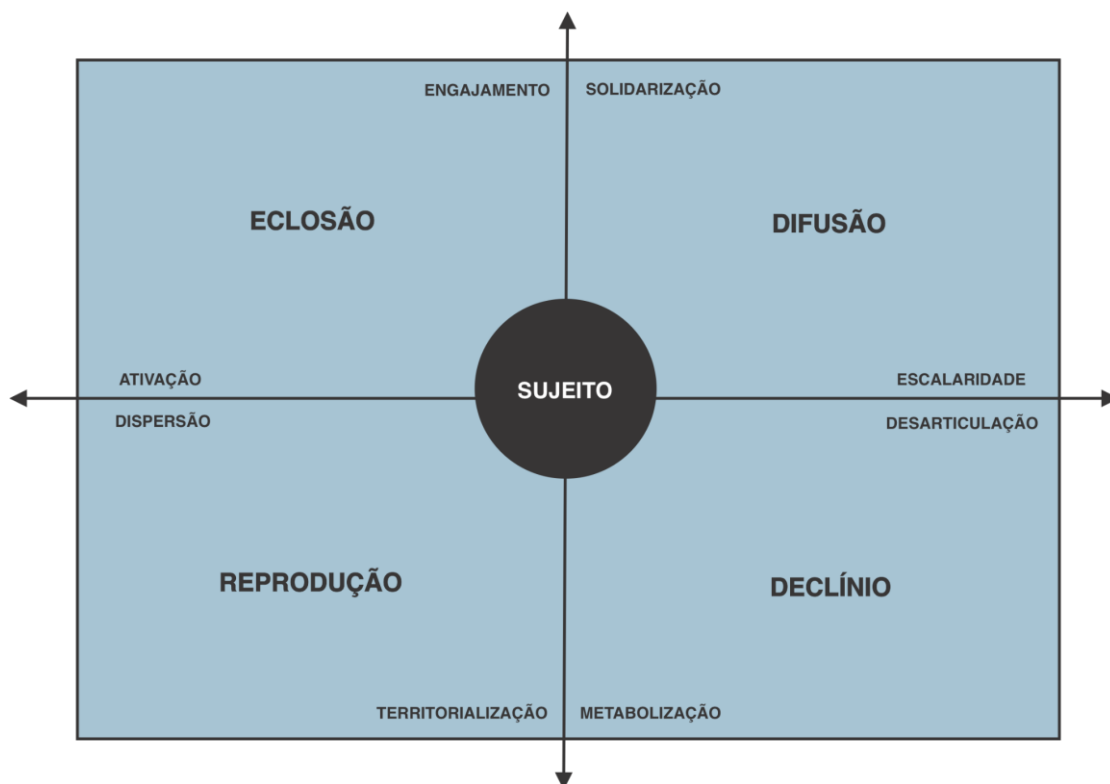 ENGAJAMENTO SOLIDARIZAÇÃO
ECLOSÃO DIFUSÃO
ATIVAÇÃO ESCALARIDADE
SUJEITO
DISPERSÃO DESARTICULAÇÃO
REPRODUÇÃO DECLÍNIO
TERRITORIALIZAÇÃO METABOLIZAÇÃO